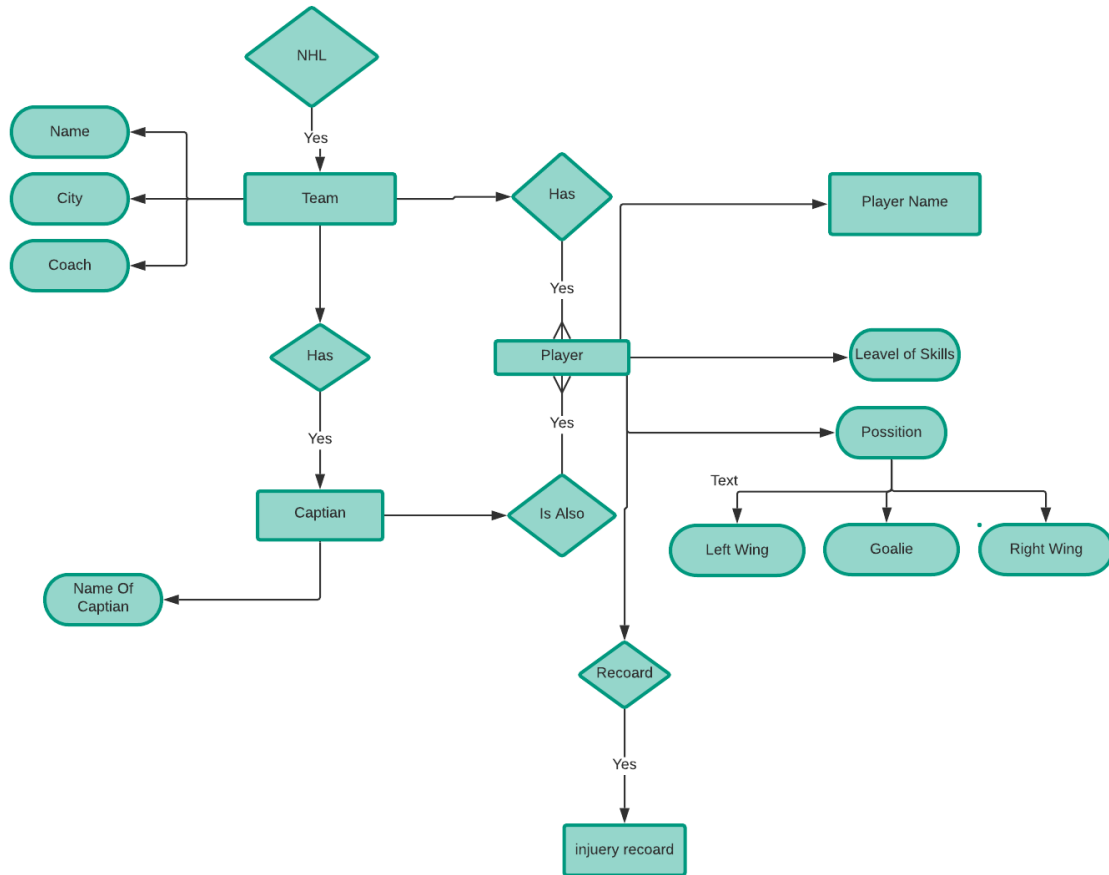 NHL
Yes
Name
City
Coach
Team
Has
Player Name
Yes
Has
Player
Leavel of Skills
Possition
Yes
Yes
Text
Captian
Is Also
Left Wing
Goalie
Right Wing
Name Of
Captian
Recoard
Yes
injuery recoard